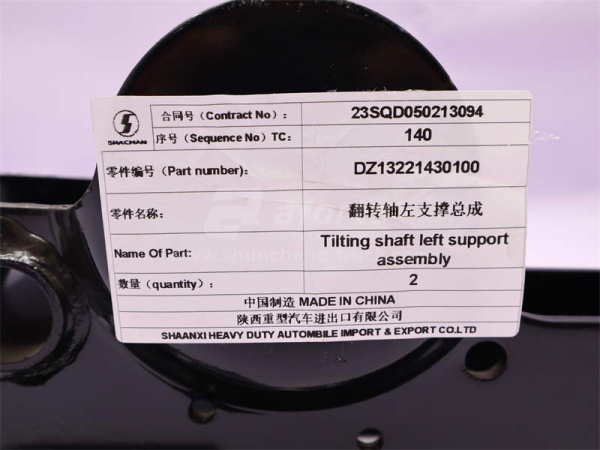 SHACMAN
合同号（Contract No）：
23SQD050213094
序号（Sequence No）TC：
140
零件编号（Part number):
DZ13221430100
零件名称：
翻转轴左支撑总成
Name Of Part:
Tilting shaft left support
assembly
数量（quantity）:
2
中国制造 MADE IN CHINA
陕西重型汽车进出口有限公司
SHAANXI HEAVY DUTY AUTOMBILE IMPORT & EXPORT CO.LTD